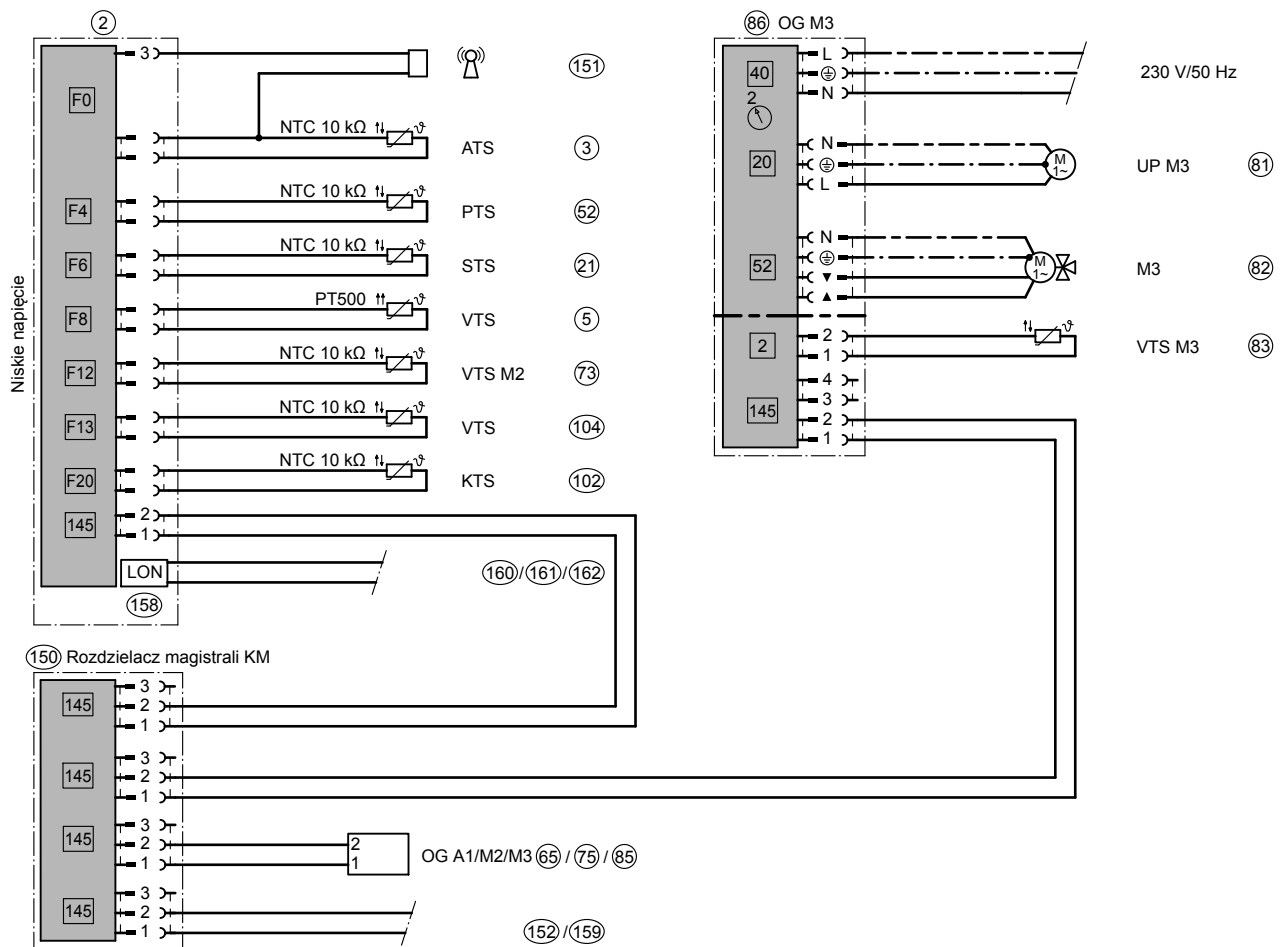 2
86 OG M3
3
151
L
N
40
2
230 V/50 Hz
F0
NTC 10 kΩ ϑ
ATS 3
N
L
20
M
1~
UP M3 81
F4
NTC 10 kΩ ϑ
PTS 52
F6
NTC 10 kΩ ϑ
STS 21
N
52
M
1~
M3 82
Niskie napięcie
F8
PT500 ϑ
VTS 5
2
2
1
ϑ
VTS M3 83
F12
NTC 10 kΩ ϑ
VTS M2 73
F13
NTC 10 kΩ ϑ
VTS 104
145
4
3
2
1
F20
NTC 10 kΩ ϑ
KTS 102
145
2
1
LON
160/161/162
158
150 Rozdzielacz magistrali KM
145
3
2
1
145
3
2
1
145
3
2
1
2
1
OG A1/M2/M3 65 / 75 / 85
145
3
2
1
152/159